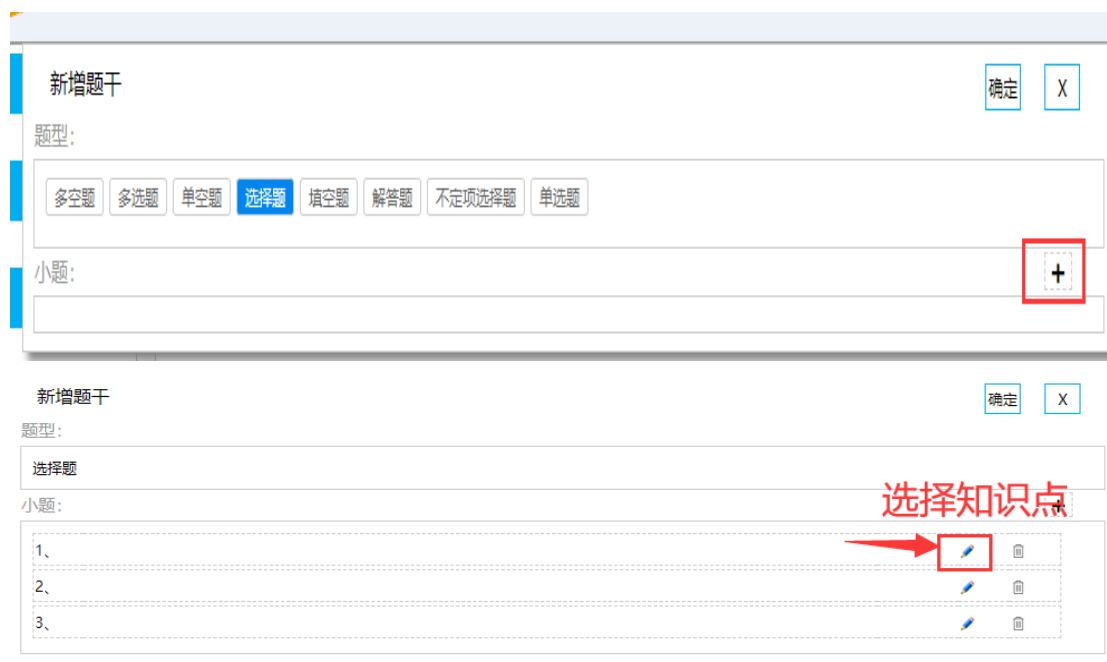 新增题干 确定 X
题型:
多空题 多选题 单空题 选择题 填空题 解答题 不定项选择题 单选题
小题: +
新增题干 确定 X
题型:
选择题
选择知识点
小题: +
1、
2、
3、